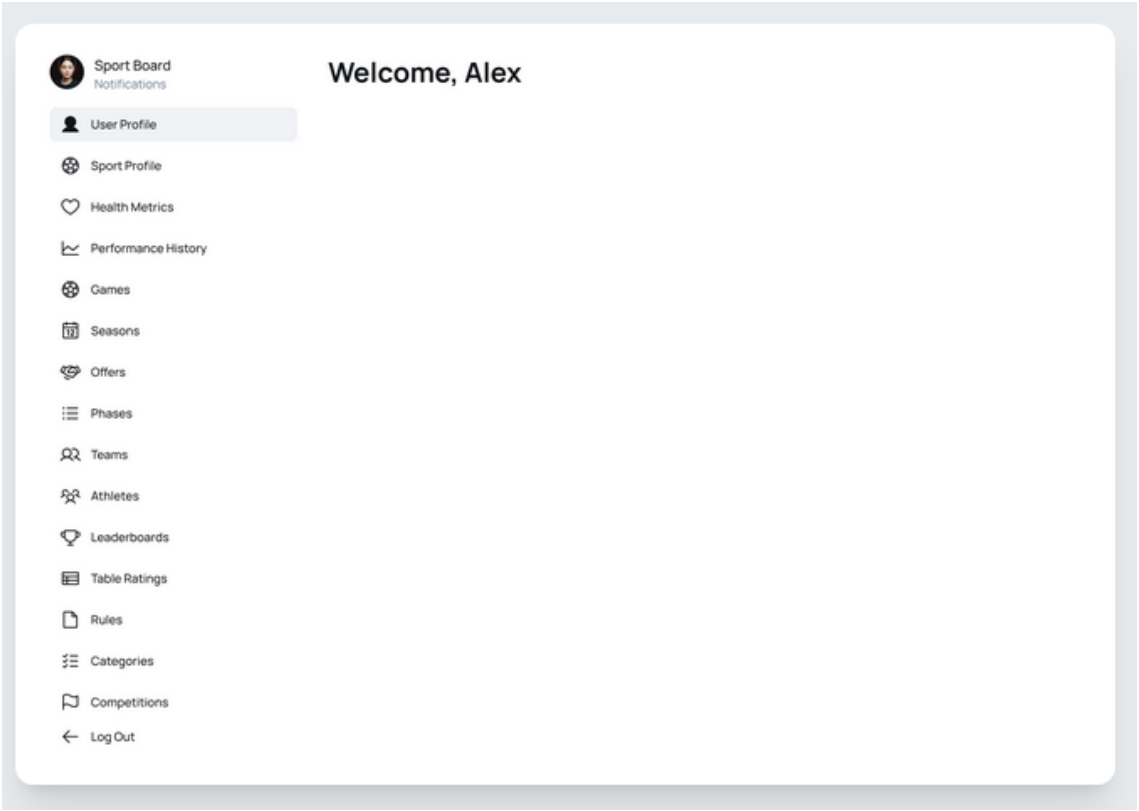 Sport Board
Notifications
Welcome, Alex
User Profile
Sport Profile
Health Metrics
Performance History
Games
12
Seasons
Offers
Phases
Teams
Athletes
Leaderboards
Table Ratings
Rules
Categories
Competitions
Log Out